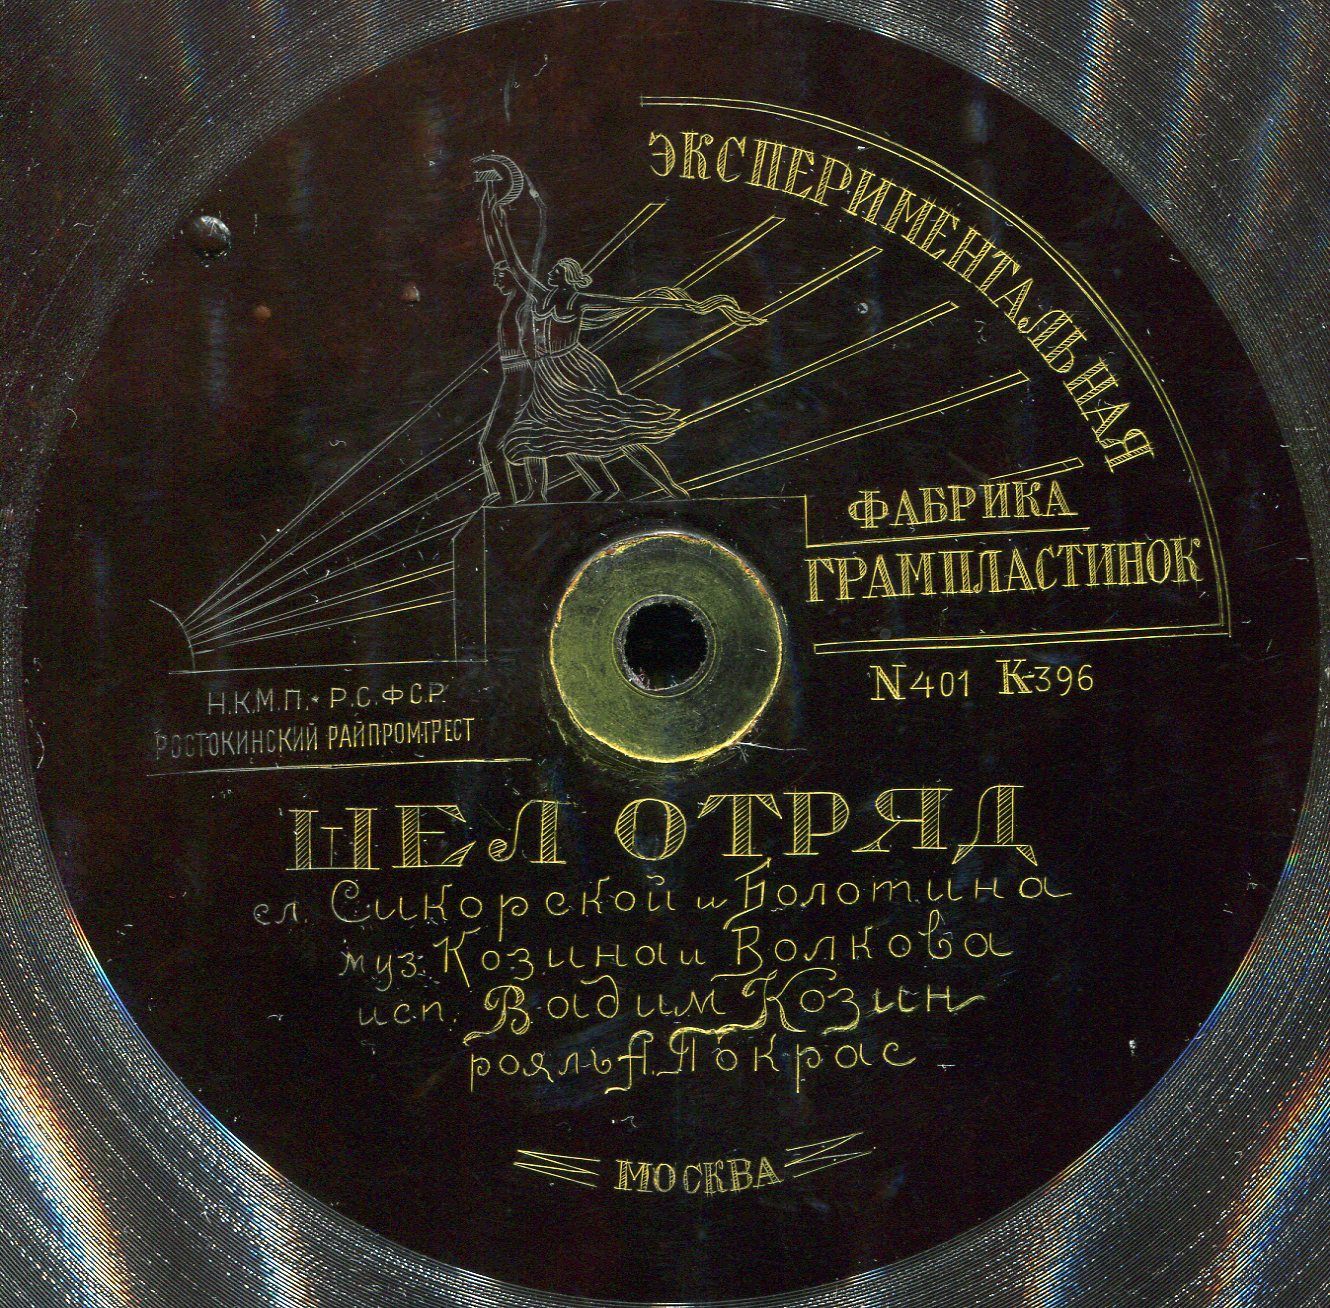 ЭКСПЕРИМЕНТАЛЬНАЯ
ФАБРИКА
ГРАМПЛАСТИНОК
N401 К-396
Н.К.М.П.*Р.С.Ф.С.Р.
РОСТОКИНСКИЙ РАЙПРОМТРЕСТ
ШЕЛ ОТРЯД
сл. Сикорской и Болотина
муз. Козина и Волкова
исп. Вадим Козин
рояль А. Покрас
МОСКВА